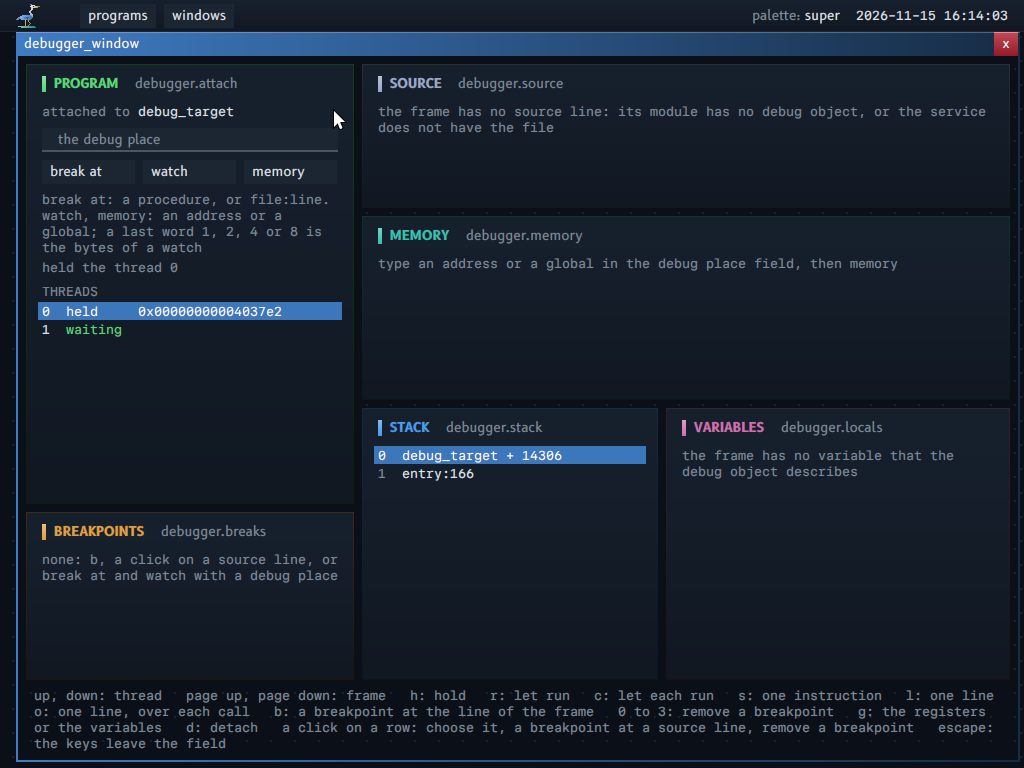 programs windows palette: super 2026-11-15 16:14:03
debugger_window x
PROGRAM debugger.attach
attached to debug_target
the debug place
break at watch memory
break at: a procedure, or file:line.
watch, memory: an address or a
global; a last word 1, 2, 4 or 8 is
the bytes of a watch
held the thread 0
THREADS
0 held 0x00000000004037e2
1 waiting
BREAKPOINTS debugger.breaks
none: b, a click on a source line, or
break at and watch with a debug place
SOURCE debugger.source
the frame has no source line: its module has no debug object, or the service
does not have the file
MEMORY debugger.memory
type an address or a global in the debug place field, then memory
STACK debugger.stack
0 debug_target + 14306
1 entry:166
VARIABLES debugger.locals
the frame has no variable that the
debug object describes
up, down: thread page up, page down: frame h: hold r: let run c: let each run s: one instruction l: one line
o: one line, over each call b: a breakpoint at the line of the frame 0 to 3: remove a breakpoint g: the registers
or the variables d: detach a click on a row: choose it, a breakpoint at a source line, remove a breakpoint escape:
the keys leave the field